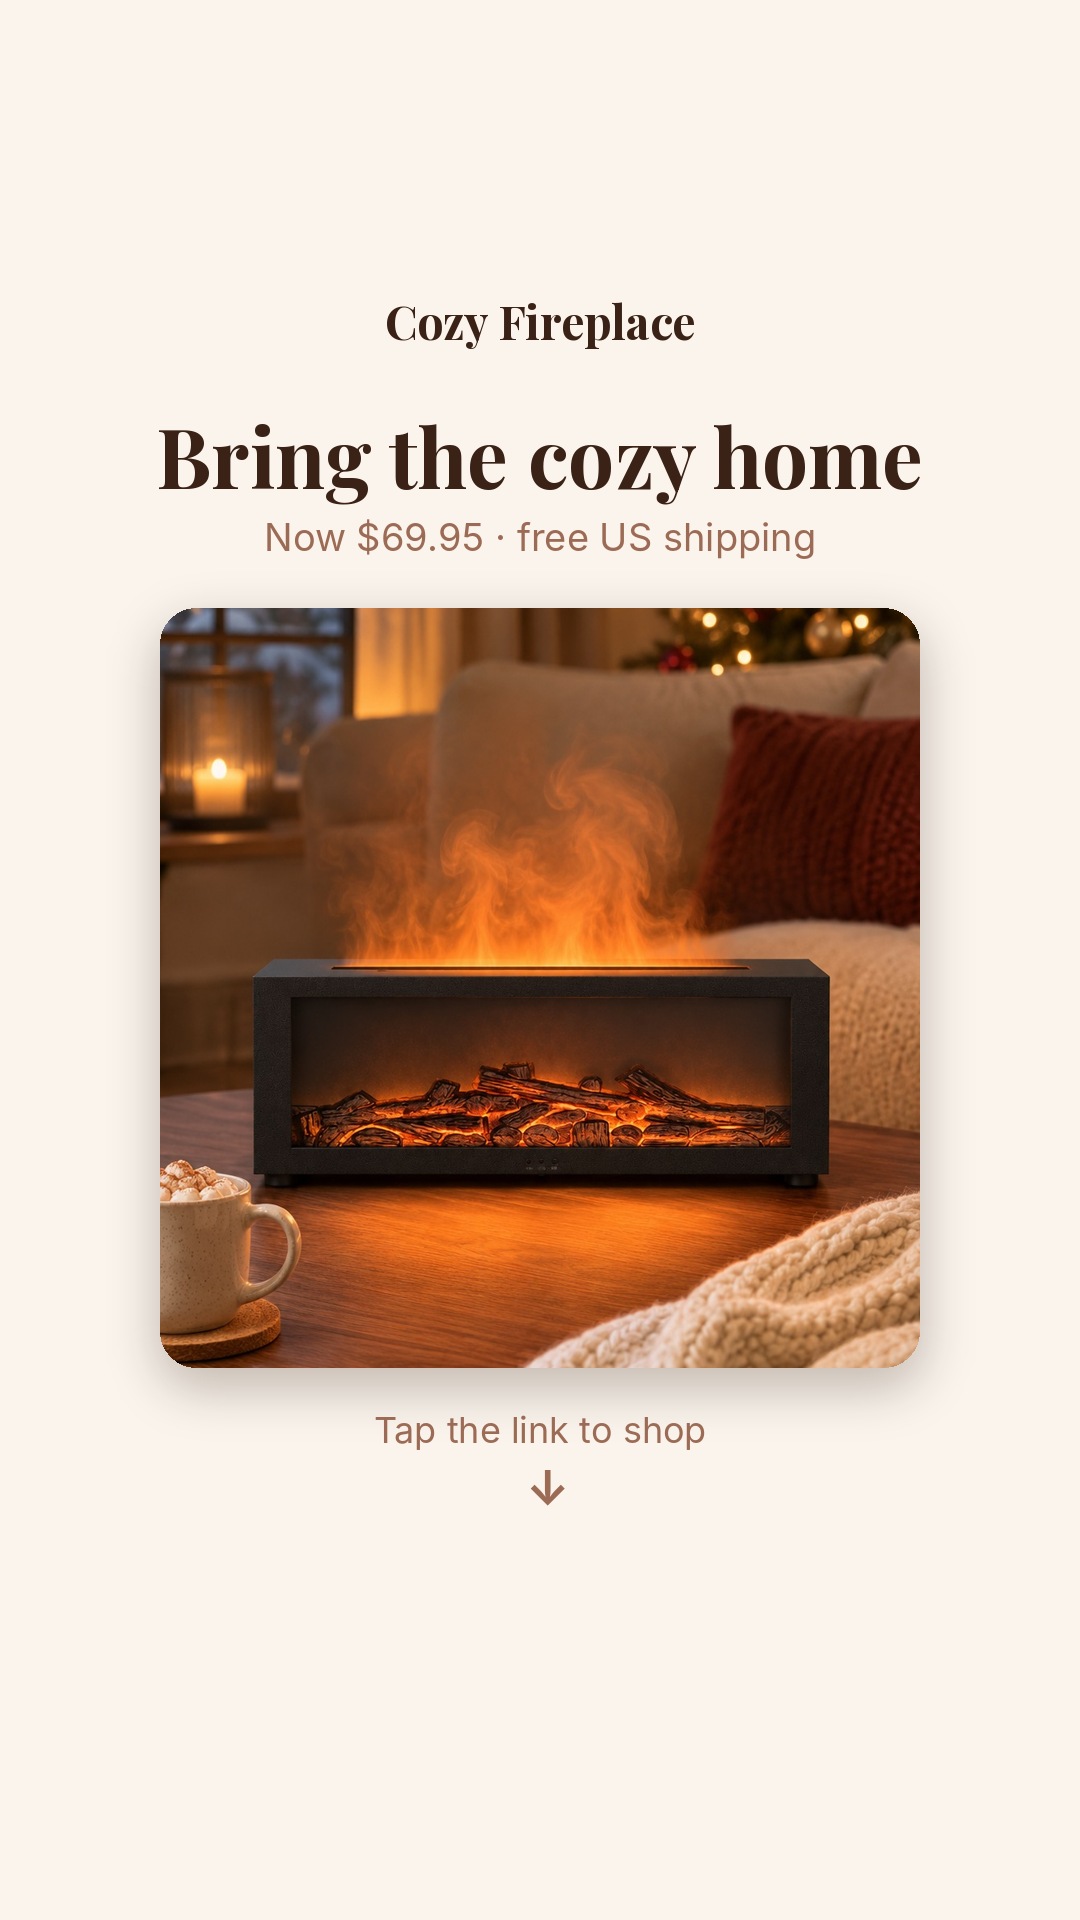 Cozy Fireplace
Bring the cozy home
Now $69.95 · free US shipping
Tap the link to shop
↓